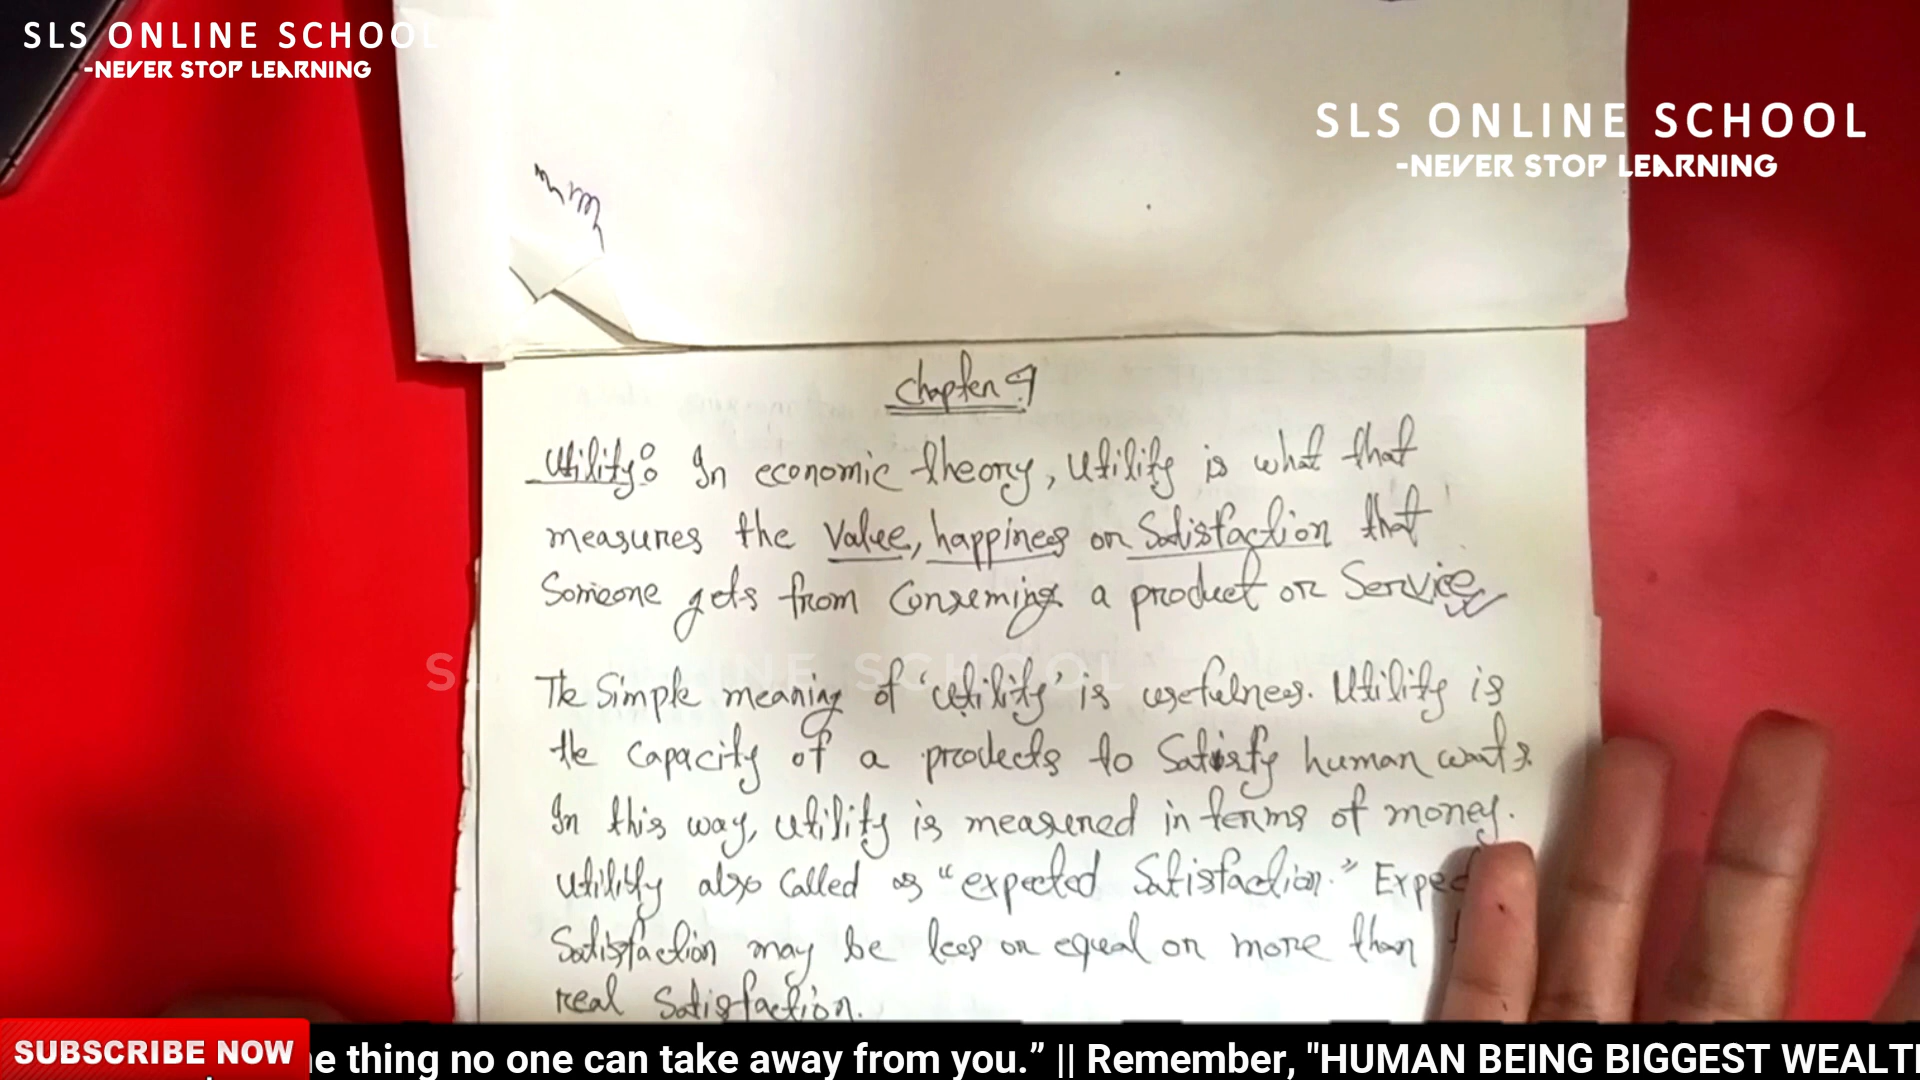 SLS ONLINE SCHOOL
-NEVER STOP LEARNING
SLS ONLINE SCHOOL
-NEVER STOP LEARNING
Chapter
Utility: In economic theory, utility is what that
measures the value, happiness or Satisfaction that
Someone gets from Consuming a product or Service
The Simple meaning of 'utility' is usefulness. Utility is
the capacity of a products to Satisfy human wants.
In this way, utility is measured in terms of money.
Utility also Called as "expected Satisfaction." Expec
Satisfaction may be less or equal or more than
real Satisfaction.
SLS ONLINE SCHOOL
SUBSCRIBE NOW
e thing no one can take away from you.” || Remember, "HUMAN BEING BIGGEST WEALT